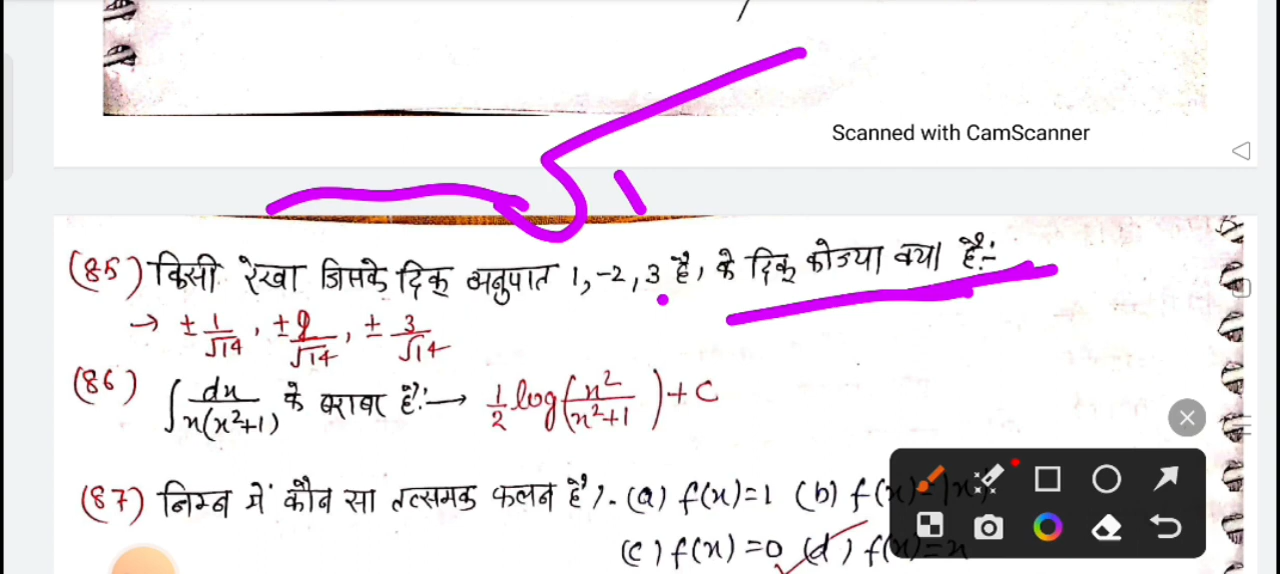 Scanned with CamScanner
(85) किसी रेखा जिसके दिक् अनुपात 1, -2, 3 है, के दिक् कोज्या क्या है:-
→ ± 1/√14, ± 2/√14, ± 3/√14
(86) ∫ dx/x(x²+1), के बराबर है:→ 1/2 log(x²/x²+1) + C
(87) निम्न में कौन सा तत्समक फलन है?- (a) f(x)=1 (b)
(c) f(x)=0 (d) f(x)=x